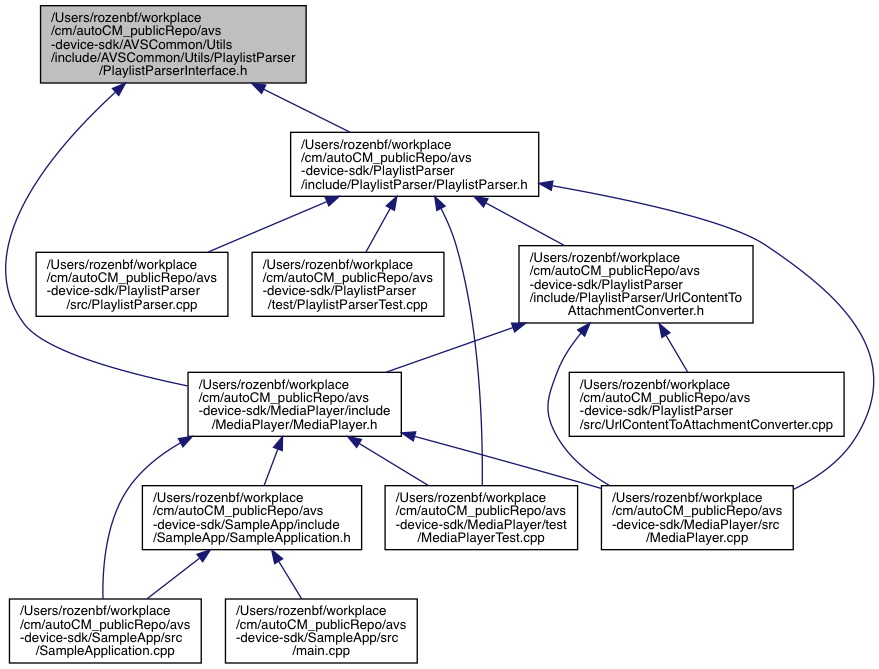 /Users/rozenbf/workplace
/cm/autoCM_publicRepo/avs
-device-sdk/AVSCommon/Utils
/include/AVSCommon/Utils/PlaylistParser
/PlaylistParserInterface.h
/Users/rozenbf/workplace
/cm/autoCM_publicRepo/avs
-device-sdk/PlaylistParser
/include/PlaylistParser/PlaylistParser.h
/Users/rozenbf/workplace
/cm/autoCM_publicRepo/avs
-device-sdk/PlaylistParser
/src/PlaylistParser.cpp
/Users/rozenbf/workplace
/cm/autoCM_publicRepo/avs
-device-sdk/PlaylistParser
/test/PlaylistParserTest.cpp
/Users/rozenbf/workplace
/cm/autoCM_publicRepo/avs
-device-sdk/PlaylistParser
/include/PlaylistParser/UrlContentTo
AttachmentConverter.h
/Users/rozenbf/workplace
/cm/autoCM_publicRepo/avs
-device-sdk/MediaPlayer/include
/MediaPlayer/MediaPlayer.h
/Users/rozenbf/workplace
/cm/autoCM_publicRepo/avs
-device-sdk/PlaylistParser
/src/UrlContentToAttachmentConverter.cpp
/Users/rozenbf/workplace
/cm/autoCM_publicRepo/avs
-device-sdk/SampleApp/include
/SampleApp/SampleApplication.h
/Users/rozenbf/workplace
/cm/autoCM_publicRepo/avs
-device-sdk/MediaPlayer/test
/MediaPlayerTest.cpp
/Users/rozenbf/workplace
/cm/autoCM_publicRepo/avs
-device-sdk/MediaPlayer/src
/MediaPlayer.cpp
/Users/rozenbf/workplace
/cm/autoCM_publicRepo/avs
-device-sdk/SampleApp/src
/SampleApplication.cpp
/Users/rozenbf/workplace
/cm/autoCM_publicRepo/avs
-device-sdk/SampleApp/src
/main.cpp